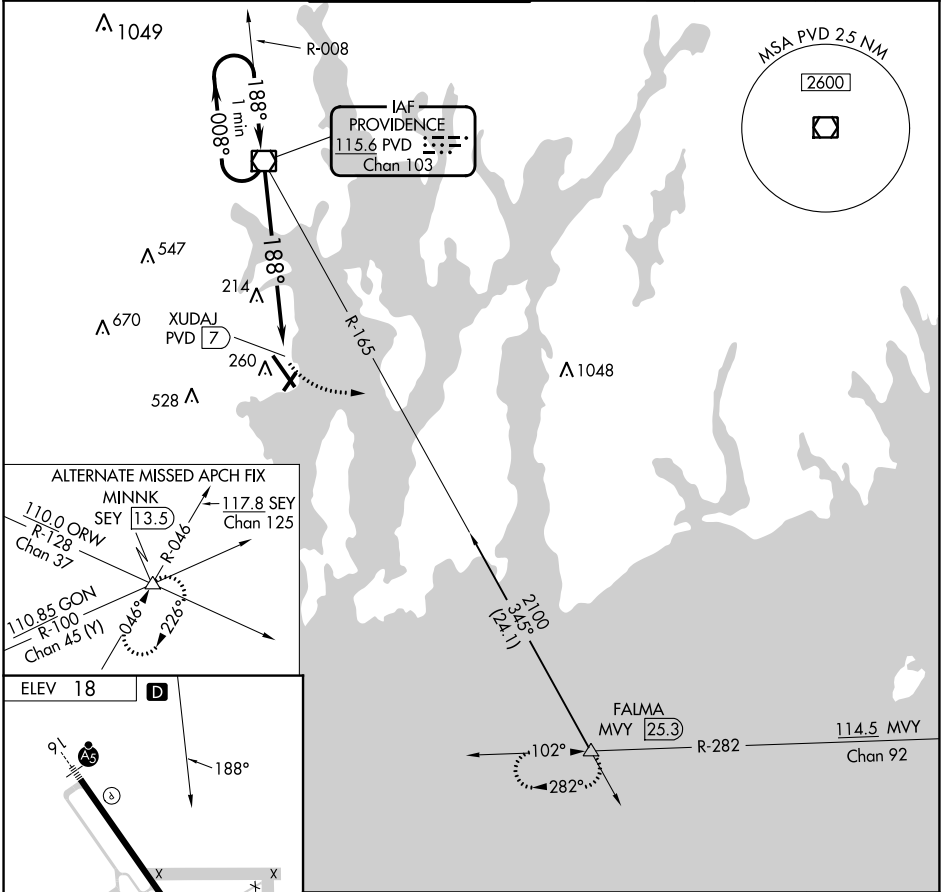 1049
R-008
188°
1 min
008°
IAF
PROVIDENCE
115.6 PVD
Chan 103
MSA PVD 25 NM
2600
547
188°
214
XUDAJ
PVD 7
670
260
528
R-165
1048
ALTERNATE MISSED APCH FIX
MINNK
SEY 13.5
117.8 SEY
Chan 125
110.0 ORW
R-128
Chan 37
R-046
110.85 GON
R-100
Chan 45 (Y)
046°
226°
2100
345°
(24.1)
FALMA
MVY 25.3
102°
282°
R-282
114.5 MVY
Chan 92
ELEV 18
D
16
A5
188°
P
X X